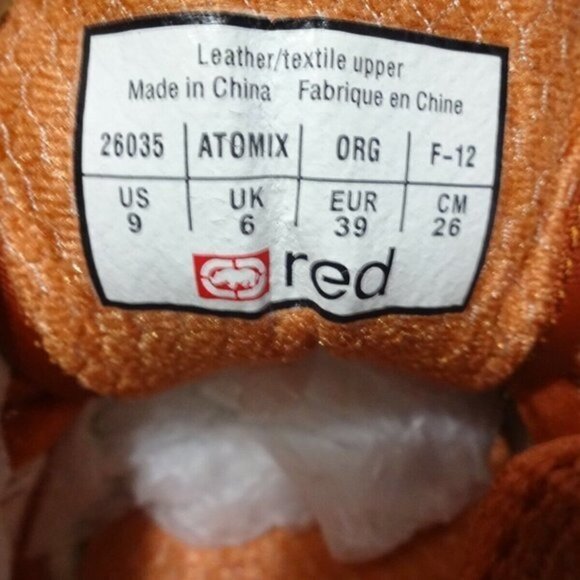 Leather/textile upper
Made in China Fabrique en Chine
26035 ATOMIX ORG F-12
US UK EUR CM
9 6 39 26
red